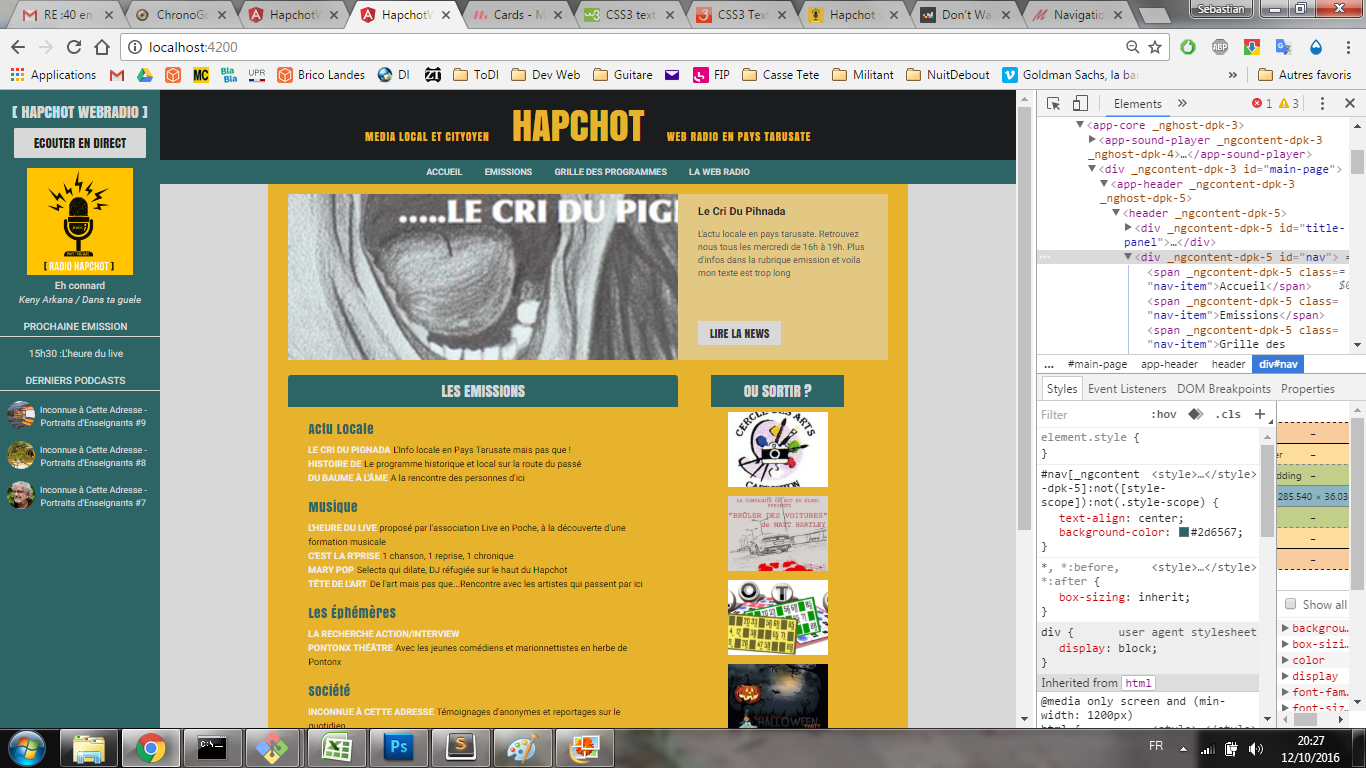 RE :40 en
ChronoGo
HapchotW
HapchotW
Cards - M
CSS3 text
CSS3 Text
Hapchot
Don't Wa
Navigatio
Sebastian
localhost:4200
Applications
Bla Bla
UPR
Brico Landes
DI
ToDI
Dev Web
Guitare
FIP
Casse Tete
Militant
NuitDebout
Goldman Sachs, la ba
»
Autres favoris
[ HAPCHOT WEBRADIO ]
ECOUTER EN DIRECT
[ RADIO HAPCHOT ]
Eh connard
Keny Arkana / Dans ta guele
PROCHAINE EMISSION
15h30 :L'heure du live
DERNIERS PODCASTS
Inconnue à Cette Adresse -
Portraits d'Enseignants #9
Inconnue à Cette Adresse -
Portraits d'Enseignants #8
Inconnue à Cette Adresse -
Portraits d'Enseignants #7
MEDIA LOCAL ET CITYOYEN HAPCHOT WEB RADIO EN PAYS TARUSATE
ACCUEIL EMISSIONS GRILLE DES PROGRAMMES LA WEB RADIO
.....LE CRI DU PIGN
Le Cri Du Pihnada
L'actu locale en pays tarusate. Retrouvez
nous tous les mercredi de 16h à 19h. Plus
d'infos dans la rubrique emission et voila
mon texte est trop long
LIRE LA NEWS
LES EMISSIONS
Actu Locale
LE CRI DU PIGNADA L'Info locale en Pays Tarusate mais pas que !
HISTOIRE DE Le programme historique et local sur la route du passé
DU BAUME À L'ÂME A la rencontre des personnes d'ici
Musique
L'HEURE DU LIVE proposé par l'association Live en Poche, à la découverte d'une
formation musicale
C'EST LA R'PRISE 1 chanson, 1 reprise, 1 chronique
MARY POP Selecta qui dilate, DJ réfugiée sur le haut du Hapchot
TÊTE DE L'ART De l'art mais pas que...Rencontre avec les artistes qui passent par ici
Les Éphémères
LA RECHERCHE ACTION/INTERVIEW
PONTONX THÉÂTRE Avec les jeunes comédiens et marionnettistes en herbe de
Pontonx
Société
INCONNUE À CETTE ADRESSE Témoignages d'anonymes et reportages sur le
quotidien
OU SORTIR ?
CERCLE DES ARTS
"BRÛLER DES VOITURES"
de MATT HARTLEY
HALLOWEEN
PARTY
Elements » 1 3
<app-core _nghost-dpk-3>
<app-sound-player _ngcontent-dpk-3
_nghost-dpk-4>…</app-sound-player>
<div _ngcontent-dpk-3 id="main-page">
<app-header _ngcontent-dpk-3
_nghost-dpk-5>
<header _ngcontent-dpk-5>
<div _ngcontent-dpk-5 id="title-
panel">…</div>
<div _ngcontent-dpk-5 id="nav"> =
<span _ngcontent-dpk-5 class=
"nav-item">Accueil</span>
<span _ngcontent-dpk-5 class=
"nav-item">Emissions</span>
<span _ngcontent-dpk-5 class=
"nav-item">Grille des
... #main-page app-header header div#nav
Styles Event Listeners DOM Breakpoints Properties
Filter :hov .cls +
element.style {
}
#nav[_ngcontent <style>…</style>
-dpk-5]:not([style-
scope]):not(.style-scope) {
text-align: center;
background-color: #2d6567;
}
*, *:before, <style>…</style>
*:after {
box-sizing: inherit;
}
div { user agent stylesheet
display: block;
}
Inherited from html
@media only screen and (min-
width: 1200px)
dding
285.540 × 36.03
Show all
backgrou…
box-sizi…
color
display
font-fam…
font-siz…
FR
20:27
12/10/2016